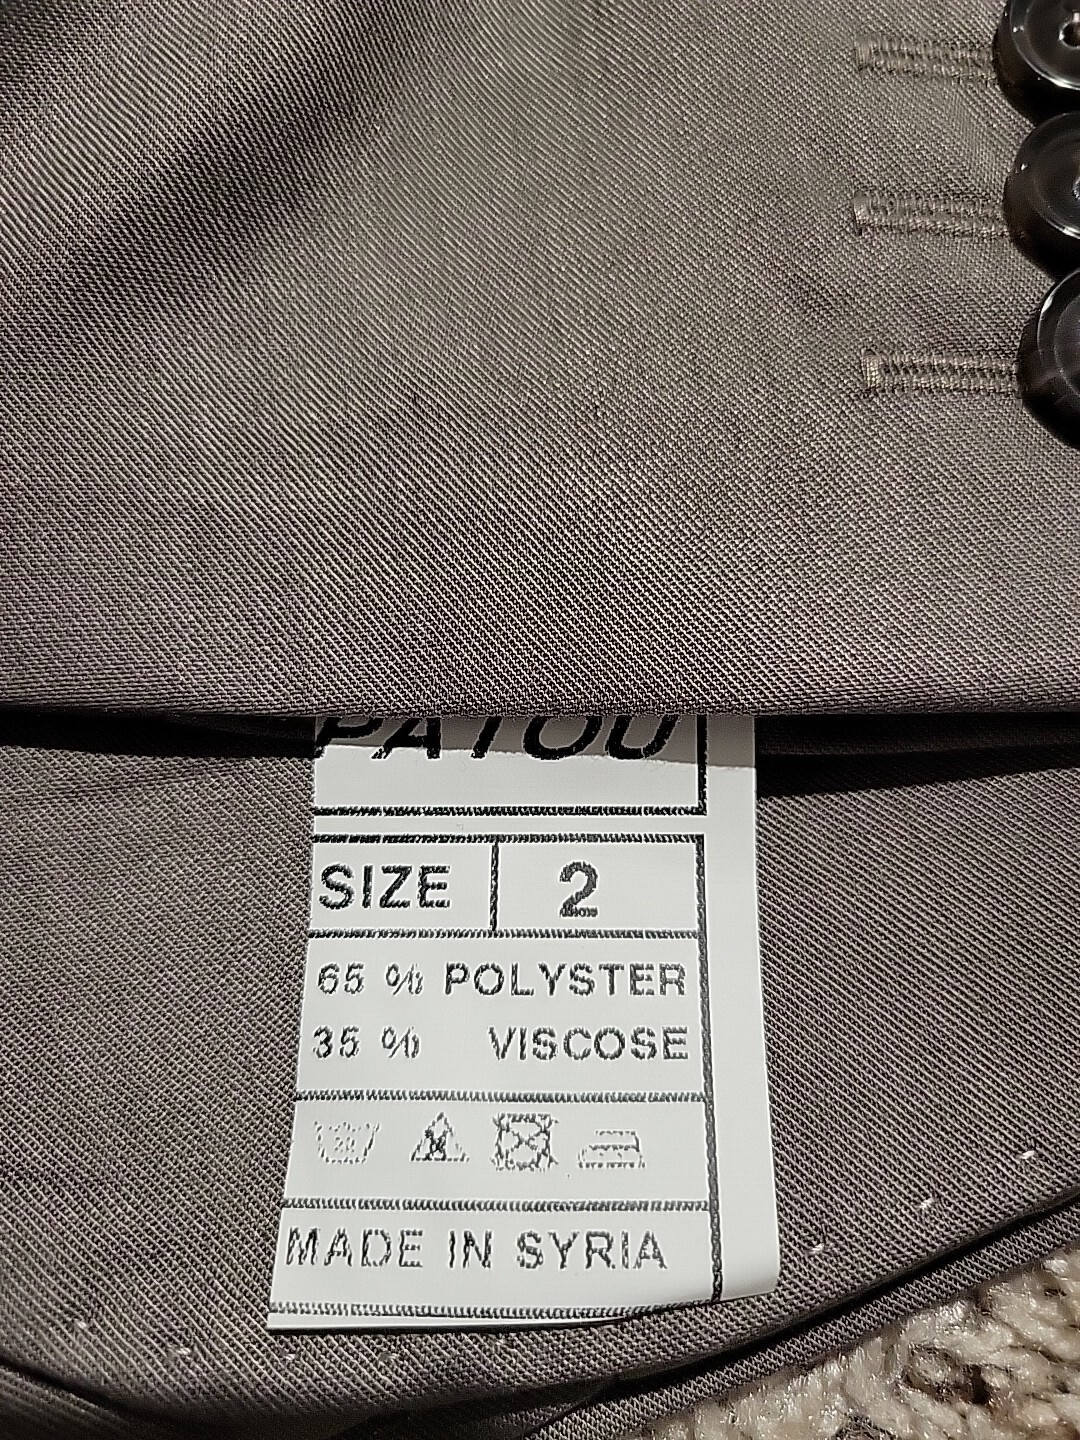 PATOU
SIZE 2
65 % POLYSTER
35 % VISCOSE
MADE IN SYRIA